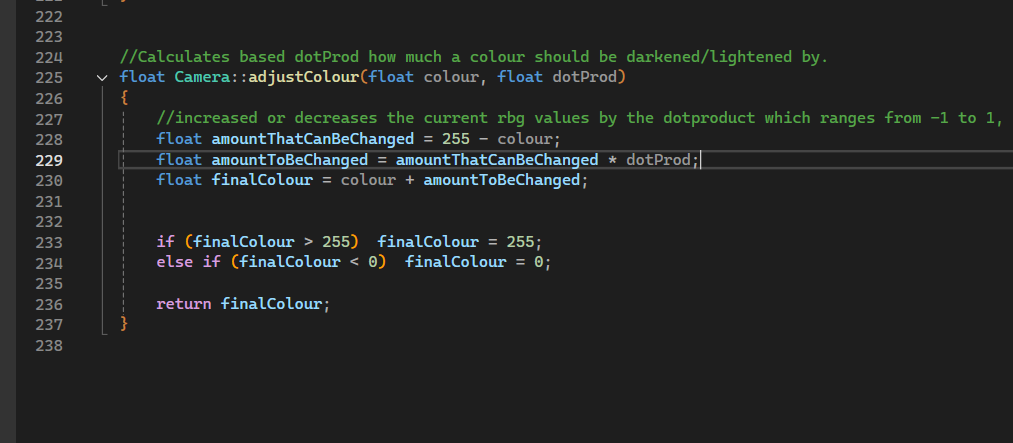 222
223
224 //Calculates based dotProd how much a colour should be darkened/lightened by.
225 float Camera::adjustColour(float colour, float dotProd)
226 {
227 //increased or decreases the current rbg values by the dotproduct which ranges from -1 to 1,
228 float amountThatCanBeChanged = 255 - colour;
229 float amountToBeChanged = amountThatCanBeChanged * dotProd;
230 float finalColour = colour + amountToBeChanged;
231
232
233 if (finalColour > 255) finalColour = 255;
234 else if (finalColour < 0) finalColour = 0;
235
236 return finalColour;
237 }
238